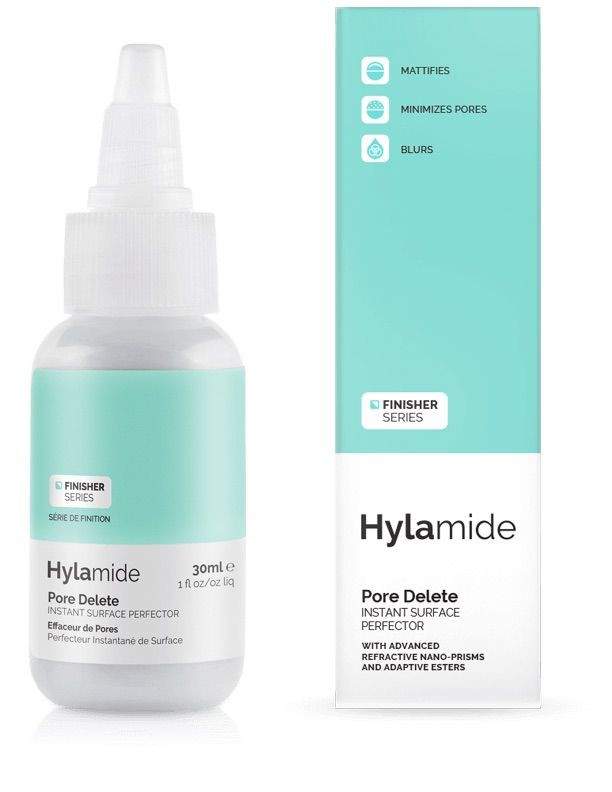 FINISHER
SERIES
SÉRIE DE FINITION
Hylamide
30ml e
1 fl oz/oz liq
Pore Delete
INSTANT SURFACE PERFECTOR
Effaceur de Pores
Perfecteur Instantané de Surface
MATTIFIES
MINIMIZES PORES
BLURS
FINISHER
SERIES
Hylamide
Pore Delete
INSTANT SURFACE
PERFECTOR
WITH ADVANCED
REFRACTIVE NANO-PRISMS
AND ADAPTIVE ESTERS